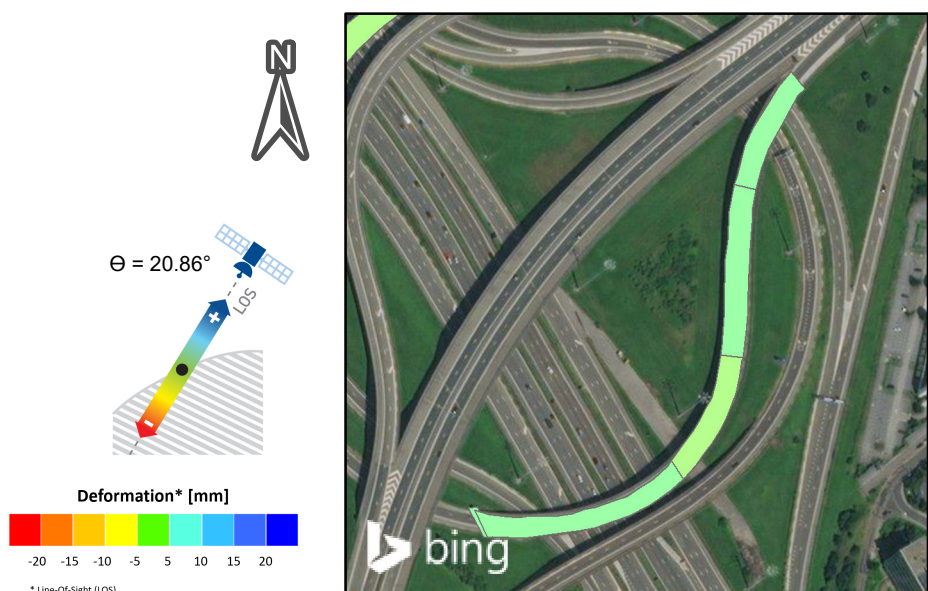 N
Ѳ = 20.86°
LOS
+
-
Deformation* [mm]
-20 -15 -10 -5 5 10 15 20
* Line-Of-Sight (LOS)
bing